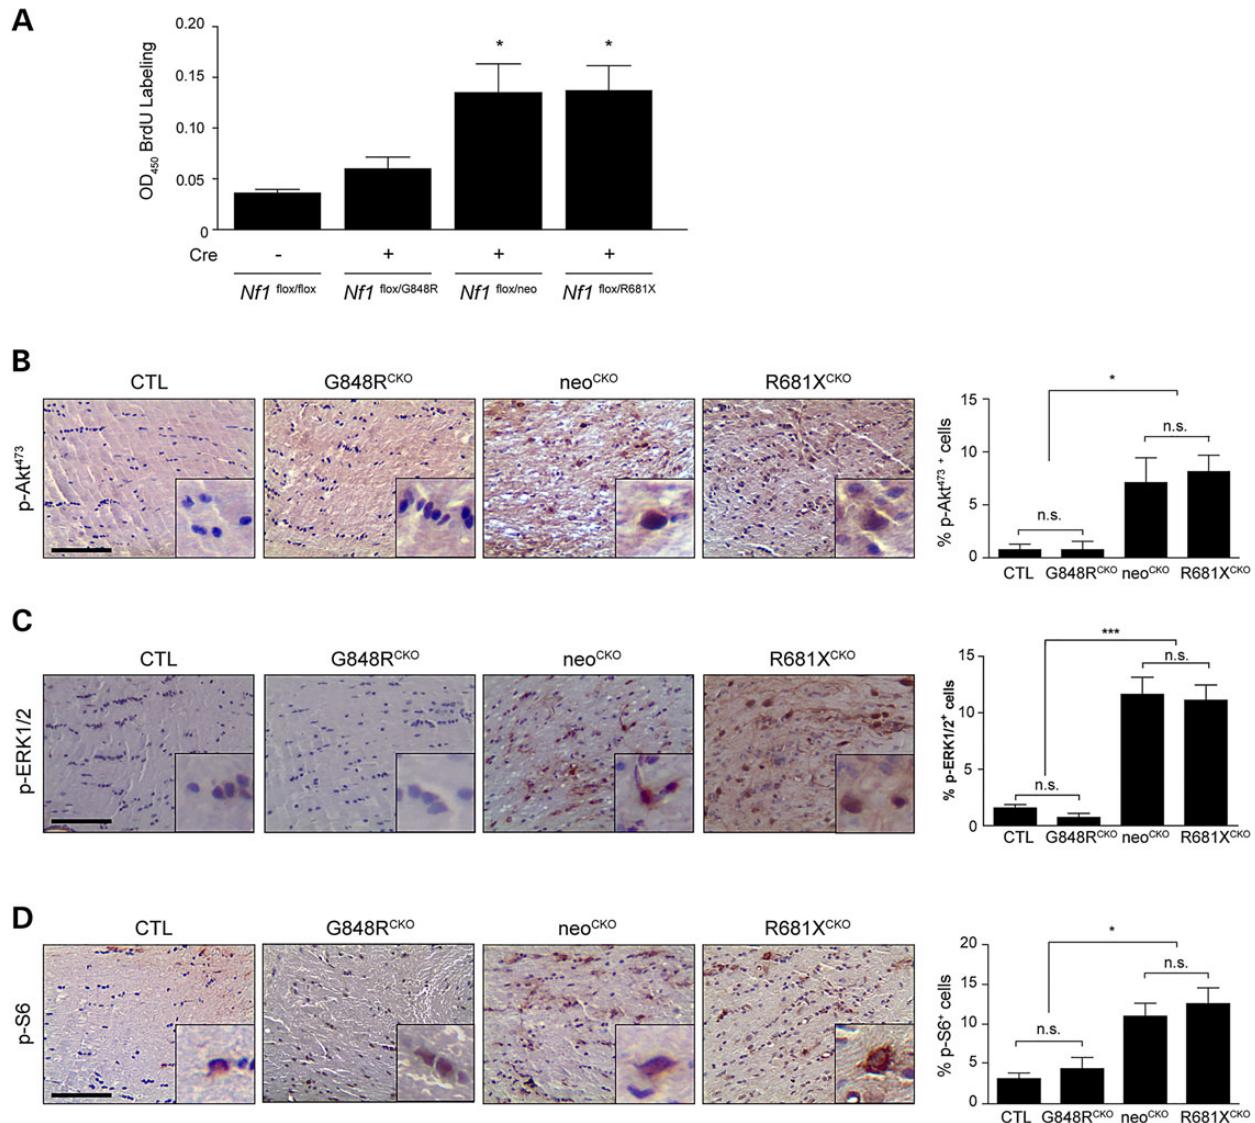 A
0.20
0.15
0.10
0.05
0
OD450 BrdU Labeling
*
*
Cre - + + +
Nf1 flox/flox Nf1 flox/G848R Nf1 flox/neo Nf1 flox/R681X
B
CTL G848RCKO neoCKO R681XCKO
p-Akt473
% p-Akt473 + cells
15
10
5
0
*
n.s.
n.s.
CTL G848RCKO neoCKO R681XCKO
C
CTL G848RCKO neoCKO R681XCKO
p-ERK1/2
% p-ERK1/2+ cells
15
10
5
0
***
n.s.
n.s.
CTL G848RCKO neoCKO R681XCKO
D
CTL G848RCKO neoCKO R681XCKO
p-S6
% p-S6+ cells
20
15
10
5
0
*
n.s.
n.s.
CTL G848RCKO neoCKO R681XCKO